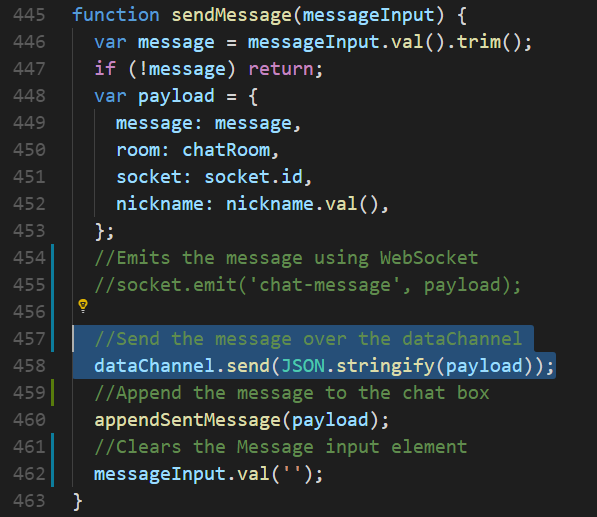 445 function sendMessage(messageInput) {
446 var message = messageInput.val().trim();
447 if (!message) return;
448 var payload = {
449 message: message,
450 room: chatRoom,
451 socket: socket.id,
452 nickname: nickname.val(),
453 };
454 //Emits the message using WebSocket
455 //socket.emit('chat-message', payload);
456
457 //Send the message over the dataChannel
458 dataChannel.send(JSON.stringify(payload));
459 //Append the message to the chat box
460 appendSentMessage(payload);
461 //Clears the Message input element
462 messageInput.val('');
463 }